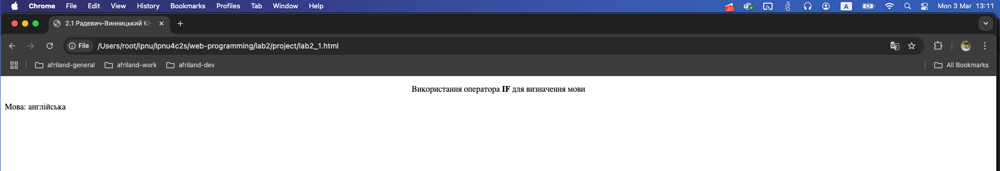 Chrome File Edit View History Bookmarks Profiles Tab Window Help 51 A Mon 3 Mar 13:11
2.1 Радевич-Винницький КІ-
File /Users/root/lpnu/lpnu4c2s/web-programming/lab2/project/lab2_1.html
afriland-general afriland-work afriland-dev All Bookmarks
Використання оператора IF для визначення мови
Мова: англійська